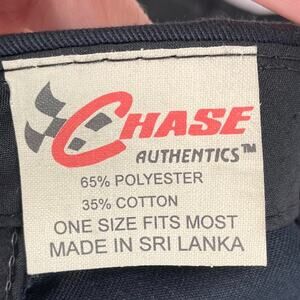 CHASE
AUTHENTICS™
65% POLYESTER
35% COTTON
ONE SIZE FITS MOST
MADE IN SRI LANKA